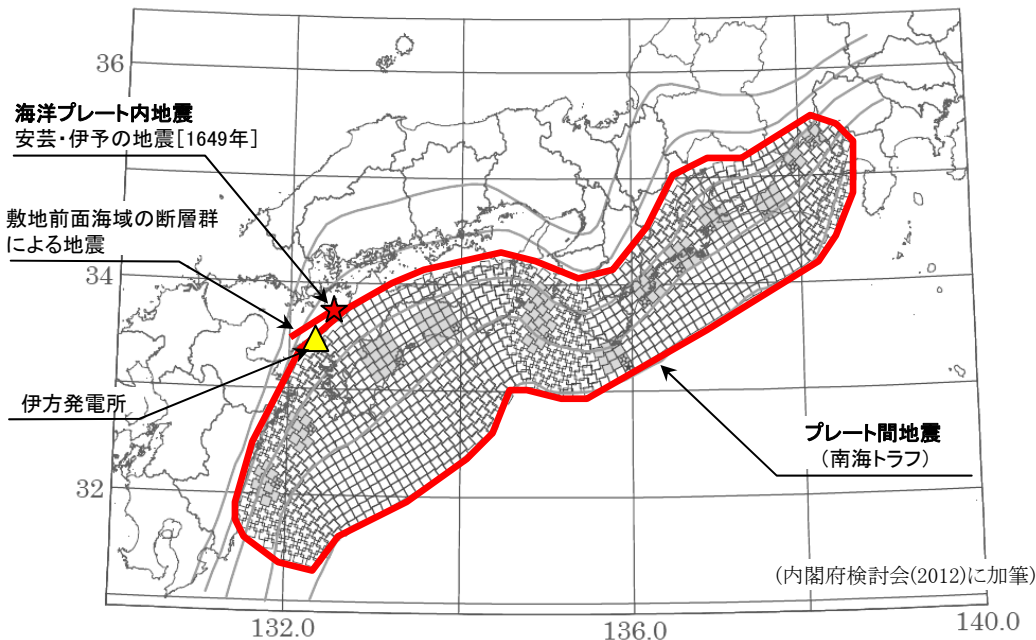 36
海洋プレート内地震
安芸・伊予の地震[1649年]
敷地前面海域の断層群
による地震
34
伊方発電所
プレート間地震
(南海トラフ)
32
(内閣府検討会(2012)に加筆)
132.0
136.0
140.0